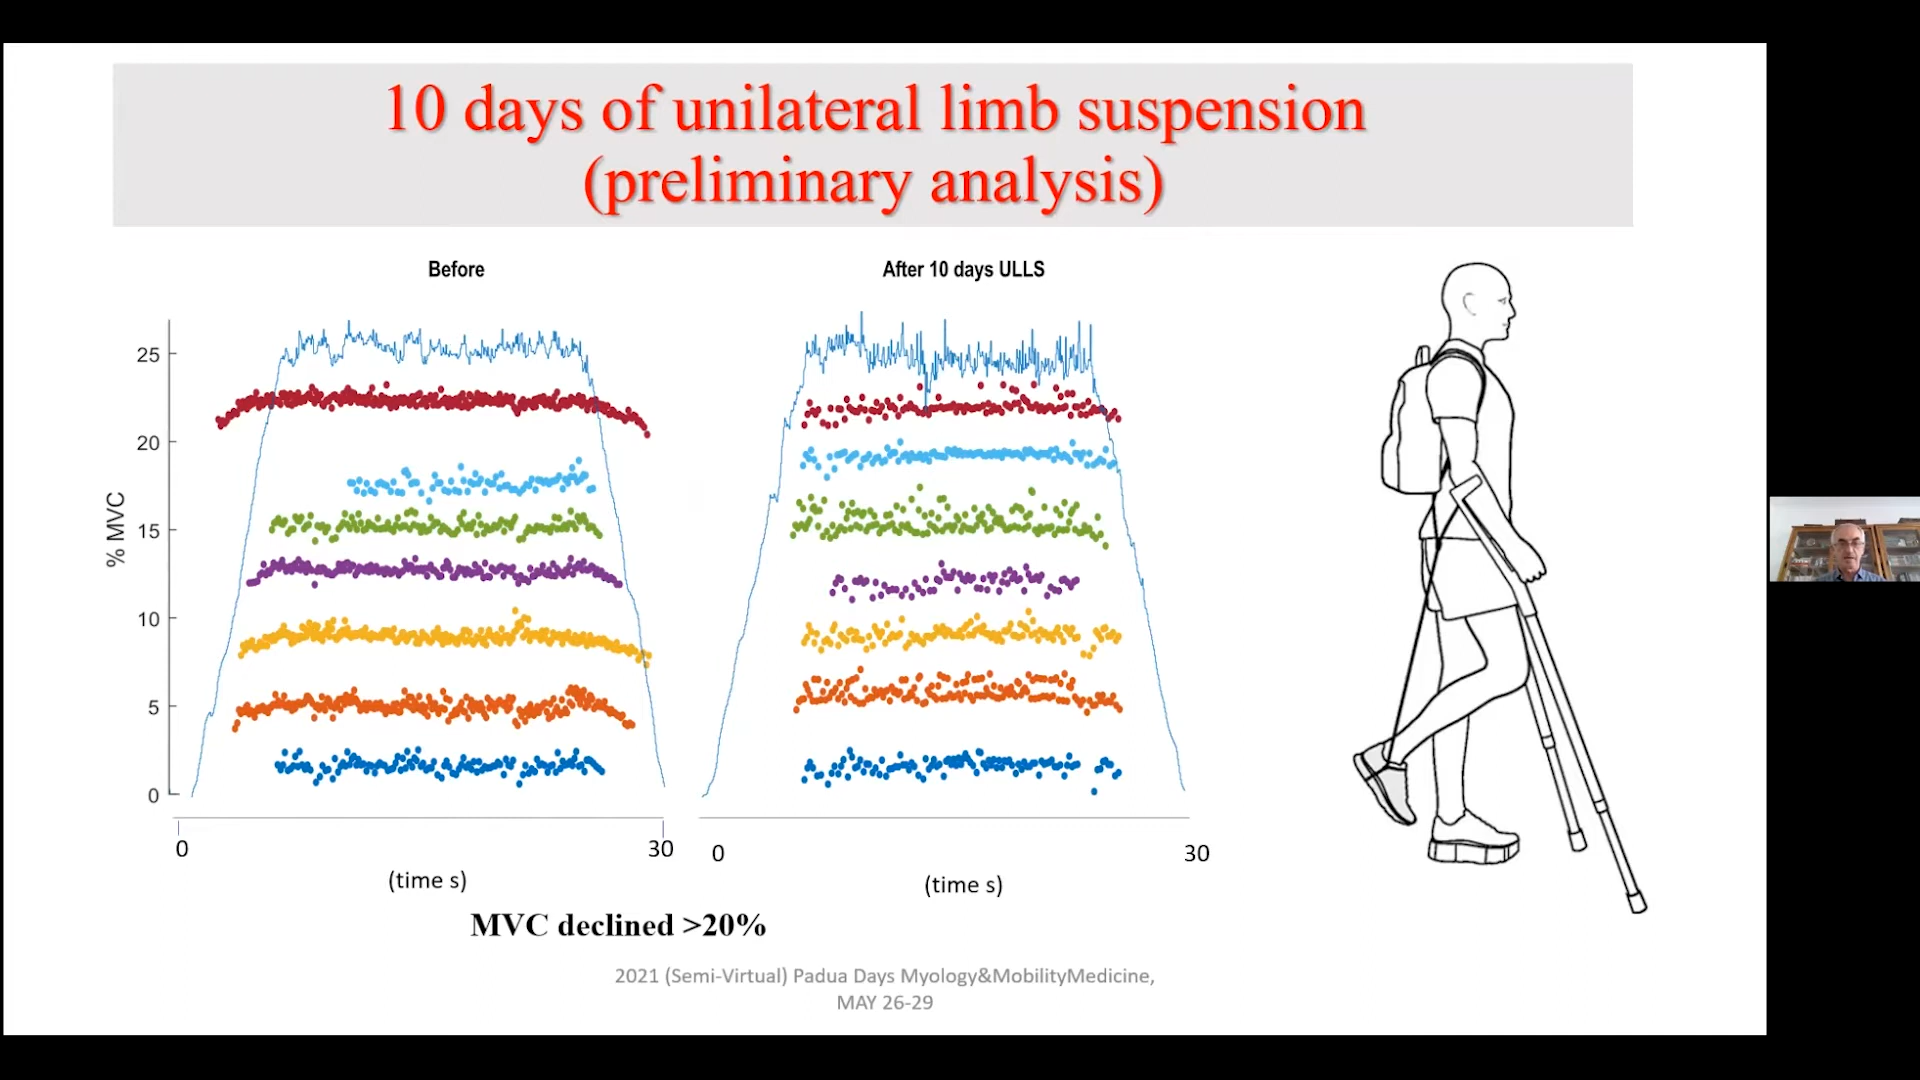 10 days of unilateral limb suspension
(preliminary analysis)
Before
After 10 days ULLS
% MVC
25
20
15
10
5
0
0
30
(time s)
0
30
(time s)
MVC declined >20%
2021 (Semi-Virtual) Padua Days Myology&MobilityMedicine,
MAY 26-29